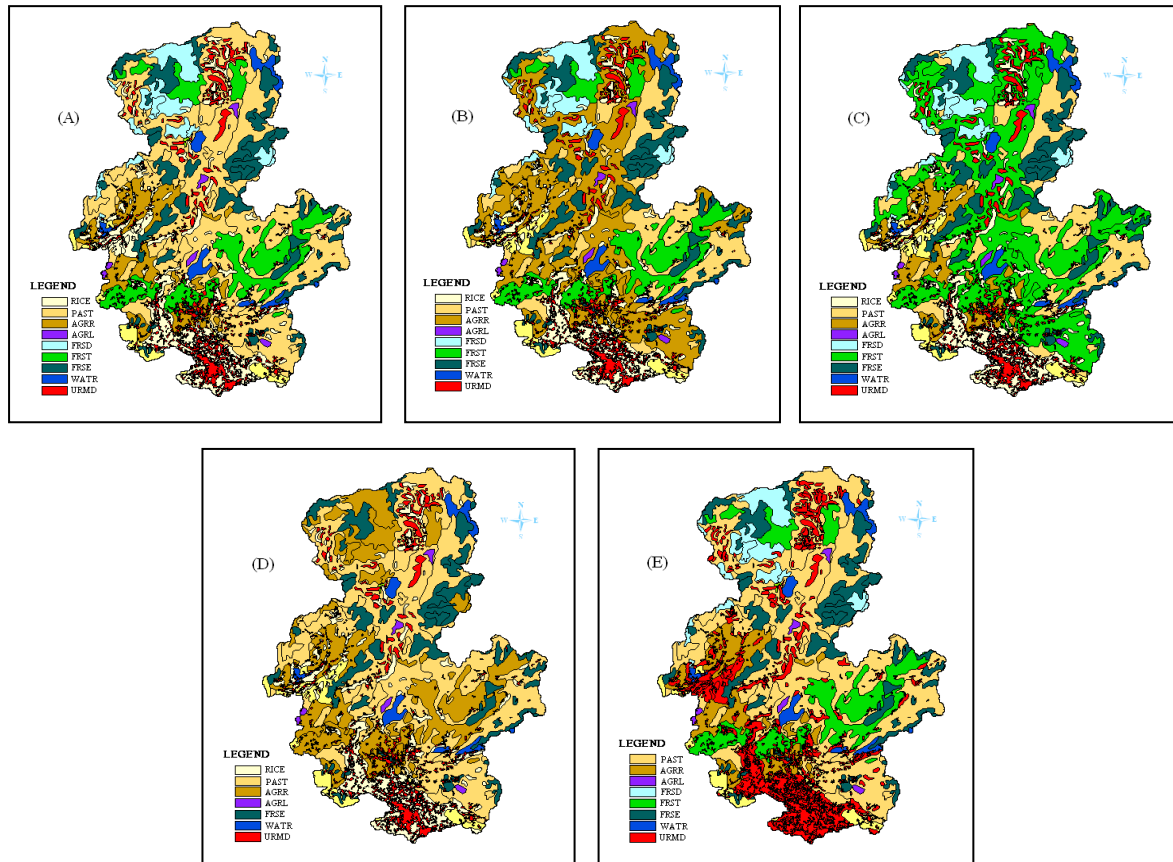 N
W E
S
(A)
LEGEND
RICE
PAST
AGRR
AGRL
FRSD
FRST
FRSE
WATR
URMD
N
W E
S
(B)
LEGEND
RICE
PAST
AGRR
AGRL
FRSD
FRST
FRSE
WATR
URMD
N
W E
S
(C)
LEGEND
RICE
PAST
AGRR
AGRL
FRSD
FRST
FRSE
WATR
URMD
N
W E
S
(D)
LEGEND
RICE
PAST
AGRR
AGRL
FRSE
WATR
URMD
N
W E
S
(E)
LEGEND
PAST
AGRR
AGRL
FRSD
FRST
FRSE
WATR
URMD